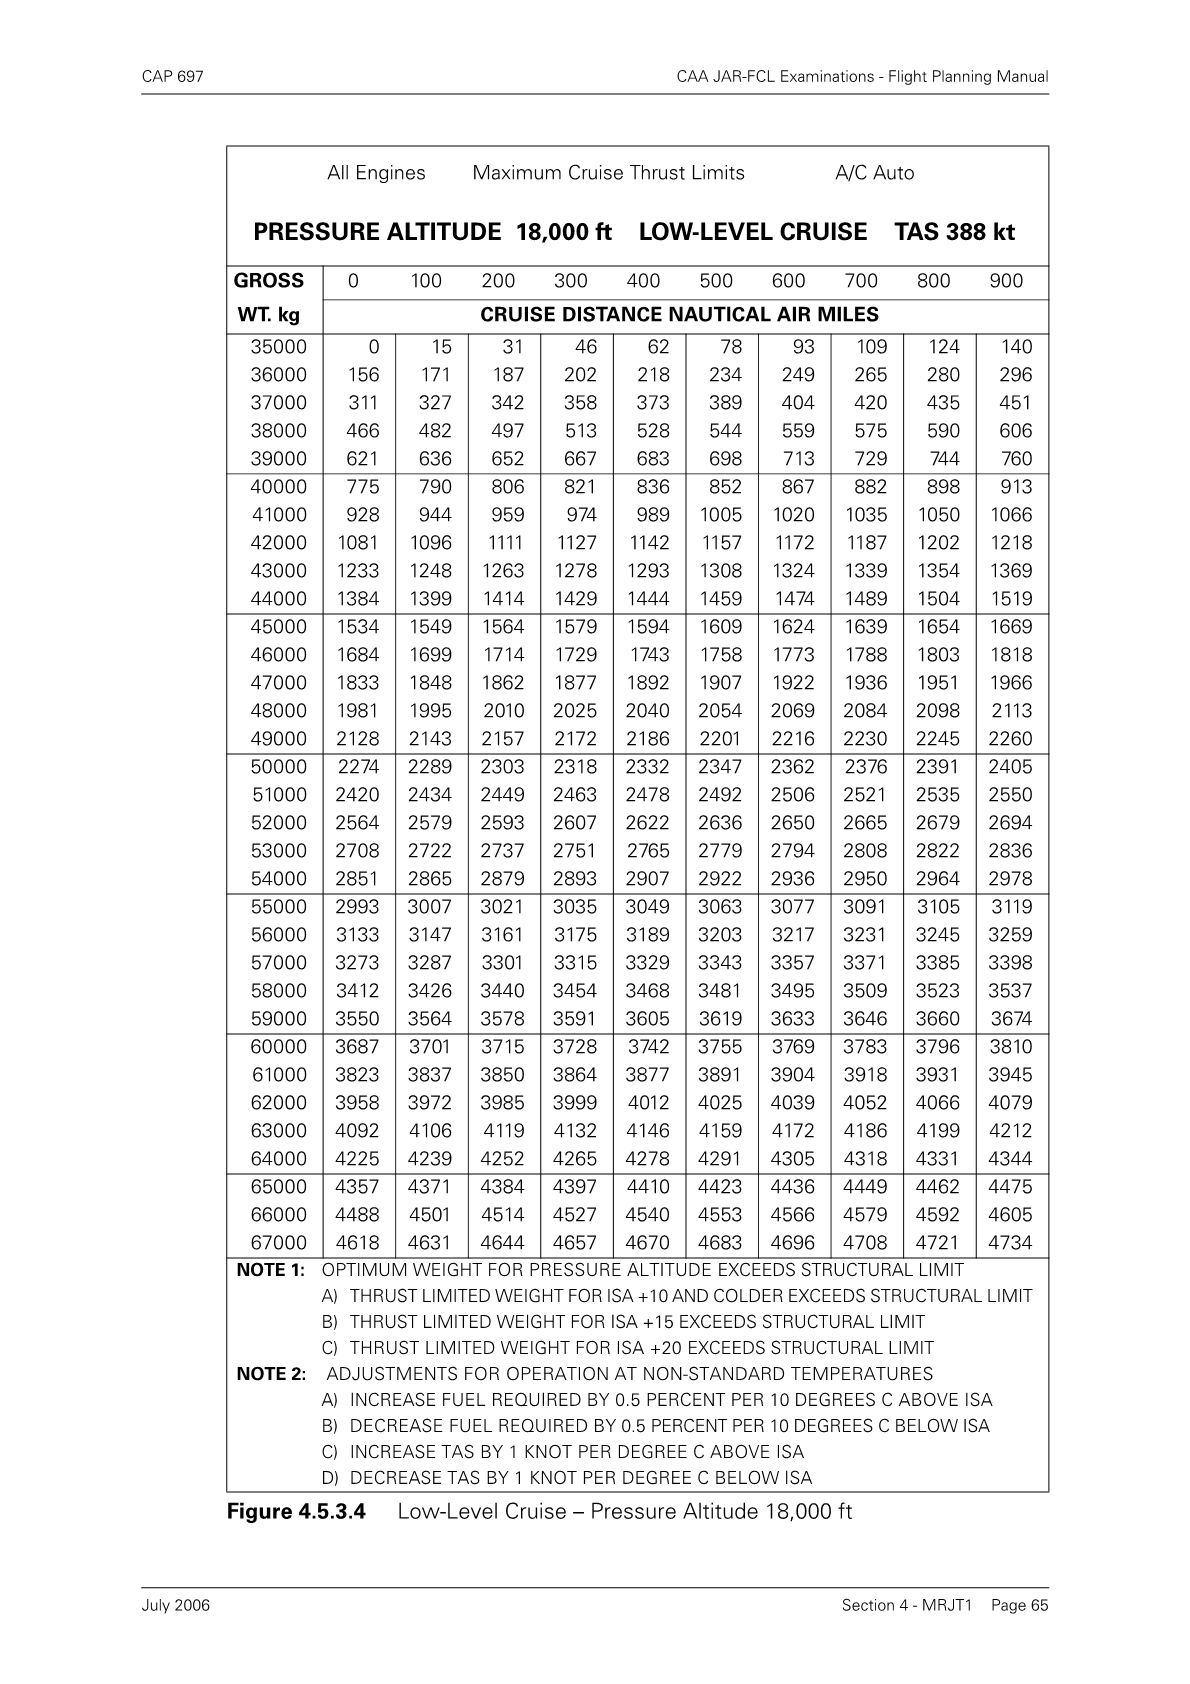 CAP 697 CAA JAR-FCL Examinations - Flight Planning Manual
All Engines Maximum Cruise Thrust Limits A/C Auto
PRESSURE ALTITUDE 18,000 ft LOW-LEVEL CRUISE TAS 388 kt
GROSS 0 100 200 300 400 500 600 700 800 900
WT. kg CRUISE DISTANCE NAUTICAL AIR MILES
35000 0 15 31 46 62 78 93 109 124 140
36000 156 171 187 202 218 234 249 265 280 296
37000 311 327 342 358 373 389 404 420 435 451
38000 466 482 497 513 528 544 559 575 590 606
39000 621 636 652 667 683 698 713 729 744 760
40000 775 790 806 821 836 852 867 882 898 913
41000 928 944 959 974 989 1005 1020 1035 1050 1066
42000 1081 1096 1111 1127 1142 1157 1172 1187 1202 1218
43000 1233 1248 1263 1278 1293 1308 1324 1339 1354 1369
44000 1384 1399 1414 1429 1444 1459 1474 1489 1504 1519
45000 1534 1549 1564 1579 1594 1609 1624 1639 1654 1669
46000 1684 1699 1714 1729 1743 1758 1773 1788 1803 1818
47000 1833 1848 1862 1877 1892 1907 1922 1936 1951 1966
48000 1981 1995 2010 2025 2040 2054 2069 2084 2098 2113
49000 2128 2143 2157 2172 2186 2201 2216 2230 2245 2260
50000 2274 2289 2303 2318 2332 2347 2362 2376 2391 2405
51000 2420 2434 2449 2463 2478 2492 2506 2521 2535 2550
52000 2564 2579 2593 2607 2622 2636 2650 2665 2679 2694
53000 2708 2722 2737 2751 2765 2779 2794 2808 2822 2836
54000 2851 2865 2879 2893 2907 2922 2936 2950 2964 2978
55000 2993 3007 3021 3035 3049 3063 3077 3091 3105 3119
56000 3133 3147 3161 3175 3189 3203 3217 3231 3245 3259
57000 3273 3287 3301 3315 3329 3343 3357 3371 3385 3398
58000 3412 3426 3440 3454 3468 3481 3495 3509 3523 3537
59000 3550 3564 3578 3591 3605 3619 3633 3646 3660 3674
60000 3687 3701 3715 3728 3742 3755 3769 3783 3796 3810
61000 3823 3837 3850 3864 3877 3891 3904 3918 3931 3945
62000 3958 3972 3985 3999 4012 4025 4039 4052 4066 4079
63000 4092 4106 4119 4132 4146 4159 4172 4186 4199 4212
64000 4225 4239 4252 4265 4278 4291 4305 4318 4331 4344
65000 4357 4371 4384 4397 4410 4423 4436 4449 4462 4475
66000 4488 4501 4514 4527 4540 4553 4566 4579 4592 4605
67000 4618 4631 4644 4657 4670 4683 4696 4708 4721 4734
NOTE 1: OPTIMUM WEIGHT FOR PRESSURE ALTITUDE EXCEEDS STRUCTURAL LIMIT
A) THRUST LIMITED WEIGHT FOR ISA +10 AND COLDER EXCEEDS STRUCTURAL LIMIT
B) THRUST LIMITED WEIGHT FOR ISA +15 EXCEEDS STRUCTURAL LIMIT
C) THRUST LIMITED WEIGHT FOR ISA +20 EXCEEDS STRUCTURAL LIMIT
NOTE 2: ADJUSTMENTS FOR OPERATION AT NON-STANDARD TEMPERATURES
A) INCREASE FUEL REQUIRED BY 0.5 PERCENT PER 10 DEGREES C ABOVE ISA
B) DECREASE FUEL REQUIRED BY 0.5 PERCENT PER 10 DEGREES C BELOW ISA
C) INCREASE TAS BY 1 KNOT PER DEGREE C ABOVE ISA
D) DECREASE TAS BY 1 KNOT PER DEGREE C BELOW ISA
Figure 4.5.3.4 Low-Level Cruise – Pressure Altitude 18,000 ft
July 2006 Section 4 - MRJT1 Page 65